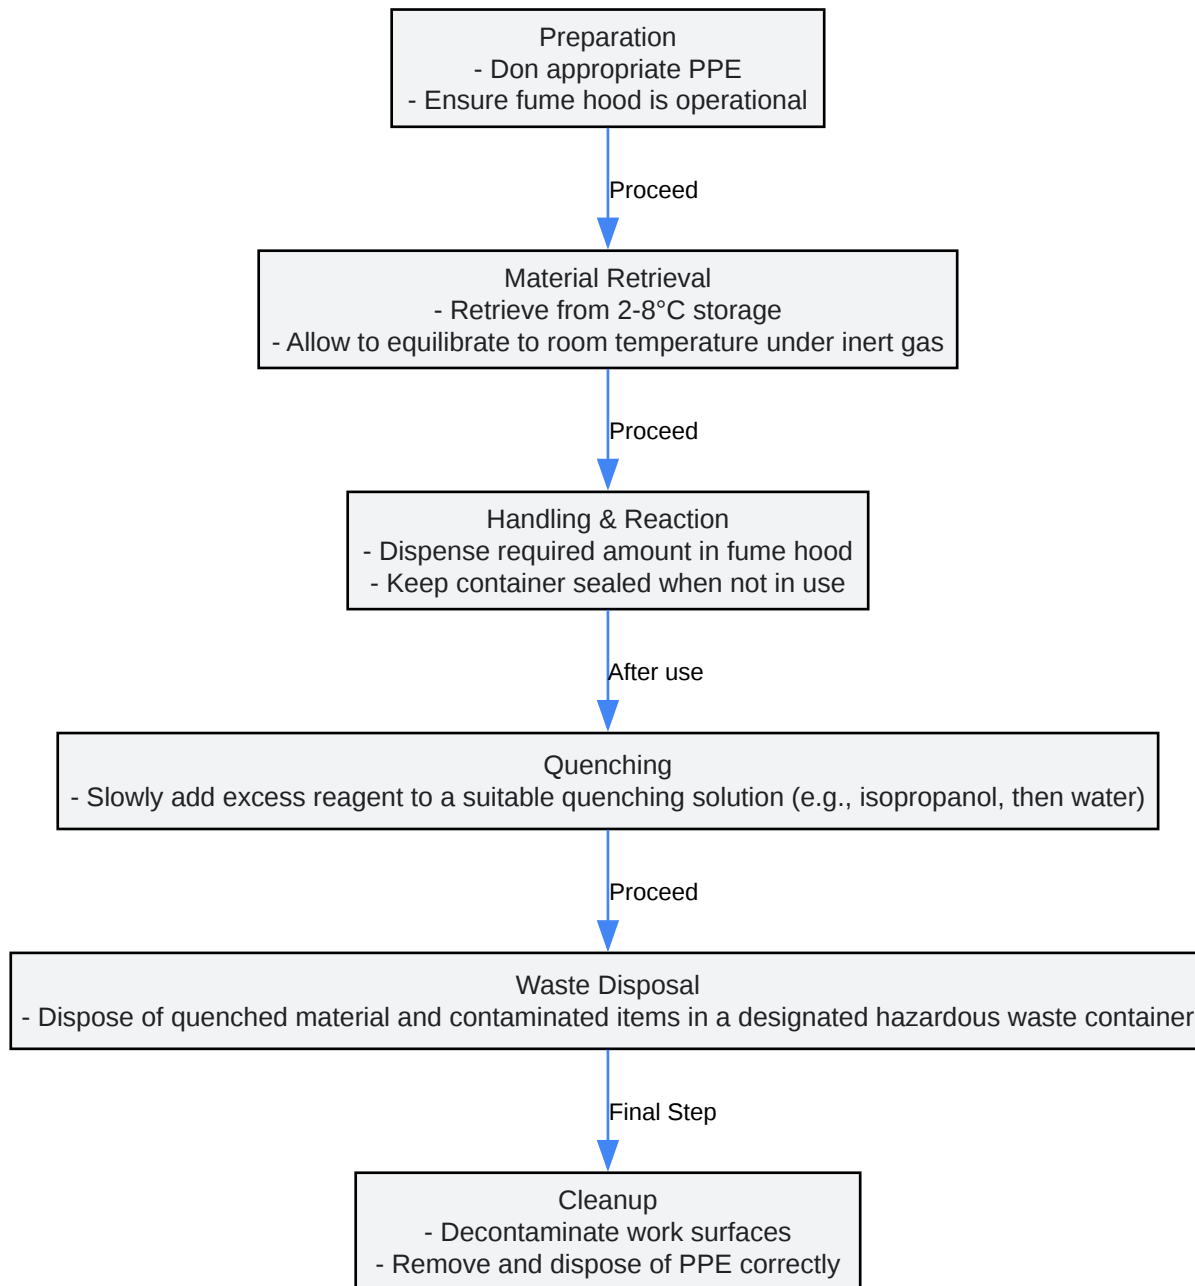 Preparation
- Don appropriate PPE
- Ensure fume hood is operational
Proceed
Material Retrieval
- Retrieve from 2-8°C storage
- Allow to equilibrate to room temperature under inert gas
Proceed
Handling & Reaction
- Dispense required amount in fume hood
- Keep container sealed when not in use
After use
Quenching
- Slowly add excess reagent to a suitable quenching solution (e.g., isopropanol, then water)
Proceed
Waste Disposal
- Dispose of quenched material and contaminated items in a designated hazardous waste container
Final Step
Cleanup
- Decontaminate work surfaces
- Remove and dispose of PPE correctly